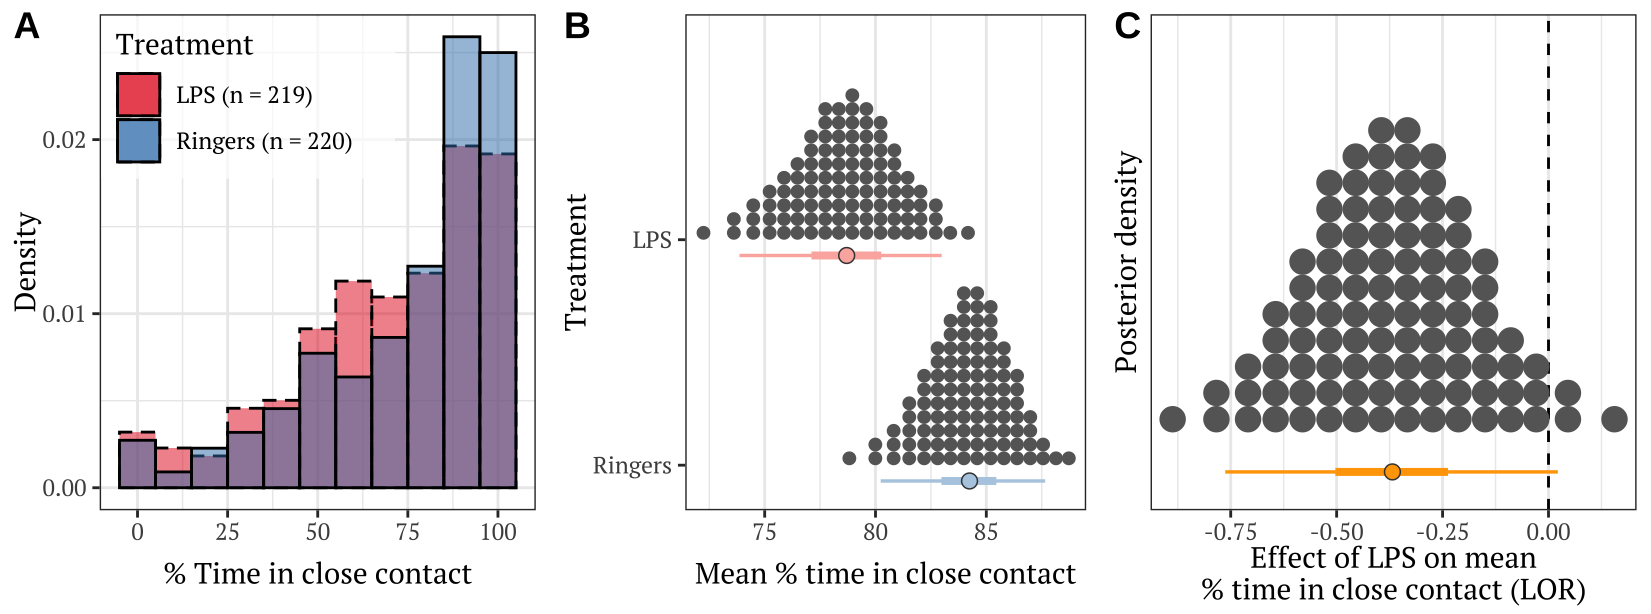 A
Treatment
LPS (n = 219)
Ringers (n = 220)
Density
0.02
0.01
0.00
0
25
50
75
100
% Time in close contact
B
Treatment
LPS
Ringers
75
80
85
Mean % time in close contact
C
Posterior density
-0.75
-0.50
-0.25
0.00
Effect of LPS on mean
% time in close contact (LOR)